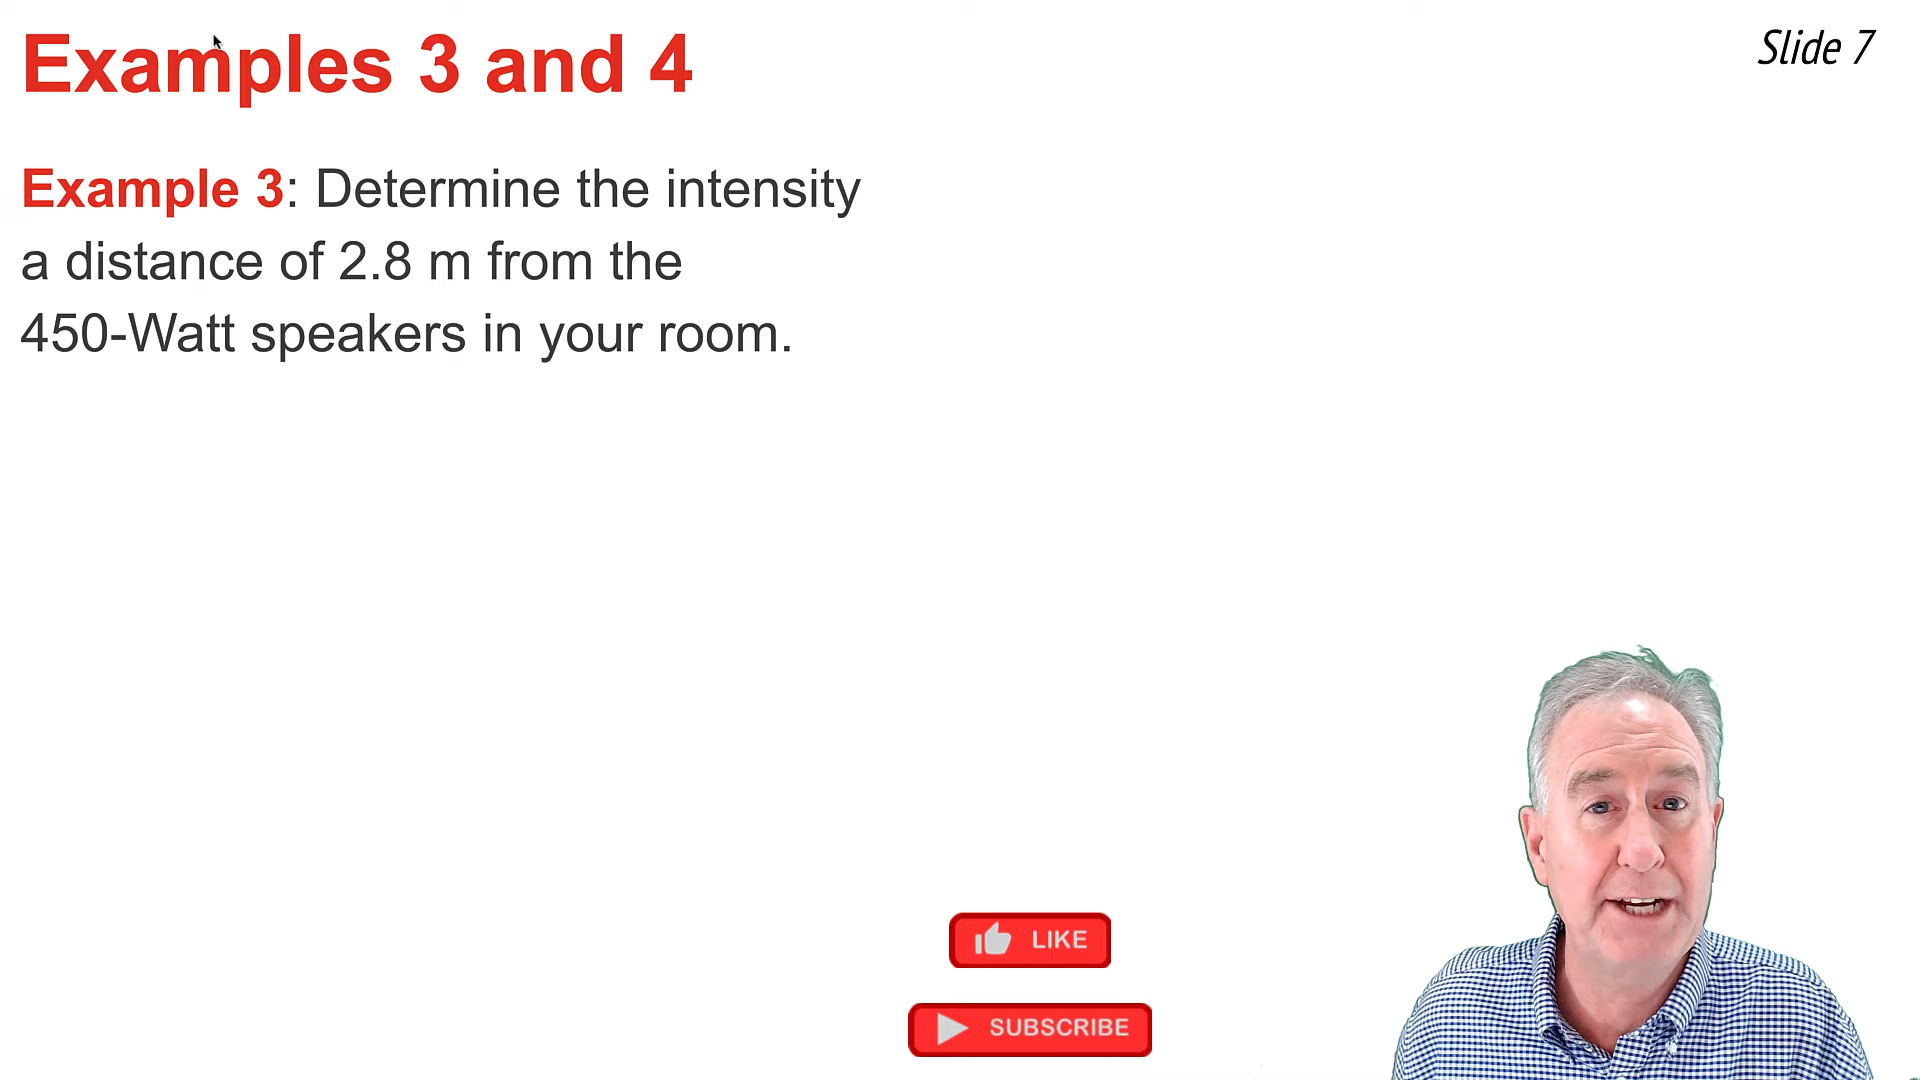 Examples 3 and 4
Slide 7
Example 3: Determine the intensity
a distance of 2.8 m from the
450-Watt speakers in your room.
LIKE
SUBSCRIBE